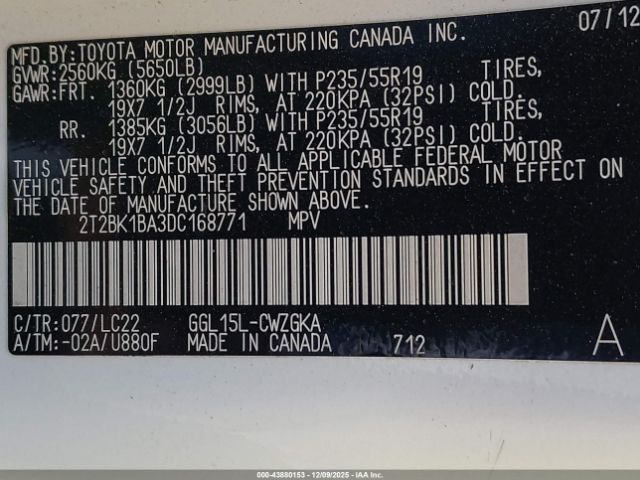 MFD.BY:TOYOTA MOTOR MANUFACTURING CANADA INC. 07/12
GVWR:2560KG (5650LB)
GAWR:FRT. 1360KG (2999LB) WITH P235/55R19 TIRES,
19X7 1/2J RIMS, AT 220KPA (32PSI) COLD.
RR. 1385KG (3056LB) WITH P235/55R19 TIRES,
19X7 1/2J RIMS, AT 220KPA (32PSI) COLD.
THIS VEHICLE CONFORMS TO ALL APPLICABLE FEDERAL MOTOR
VEHICLE SAFETY AND THEFT PREVENTION STANDARDS IN EFFECT ON
THE DATE OF MANUFACTURE SHOWN ABOVE.
2T2BK1BA3DC168771 MPV
C/TR:077/LC22 GGL15L-CWZGKA
A/TM:-02A/U880F MADE IN CANADA 712 A
000-43880153 - 12/09/2025 - IAA Inc.